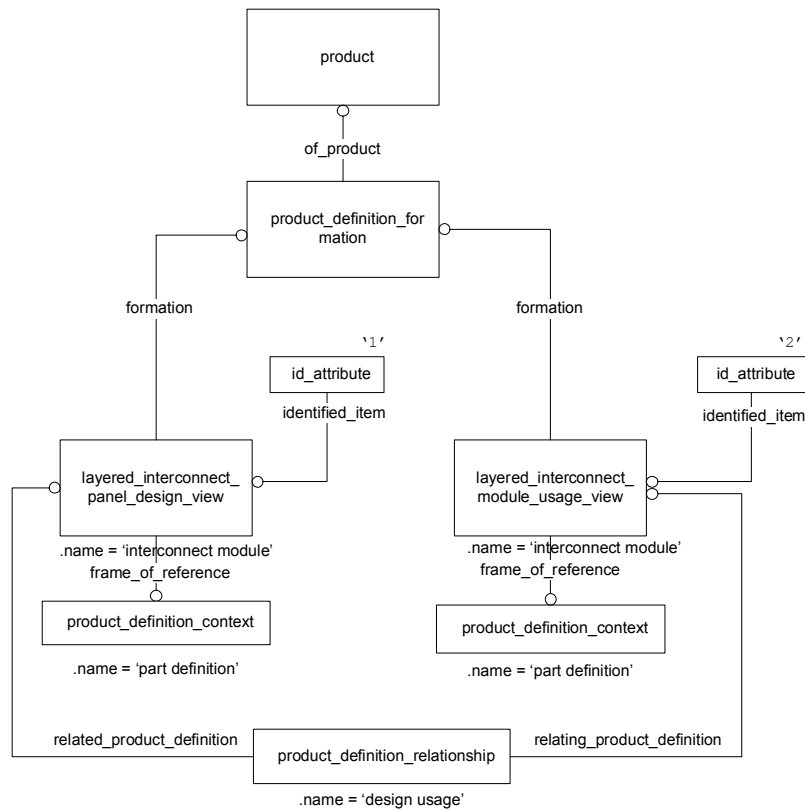 product
of_product
product_definition_for
mation
formation
formation
‘1’
‘2’
id_attribute
id_attribute
identified_item
identified_item
layered_interconnect_
panel_design_view
layered_interconnect_
module_usage_view
.name = ‘interconnect module’
.name = ‘interconnect module’
frame_of_reference
frame_of_reference
product_definition_context
product_definition_context
.name = ‘part definition’
.name = ‘part definition’
related_product_definition
product_definition_relationship
relating_product_definition
.name = ‘design usage’